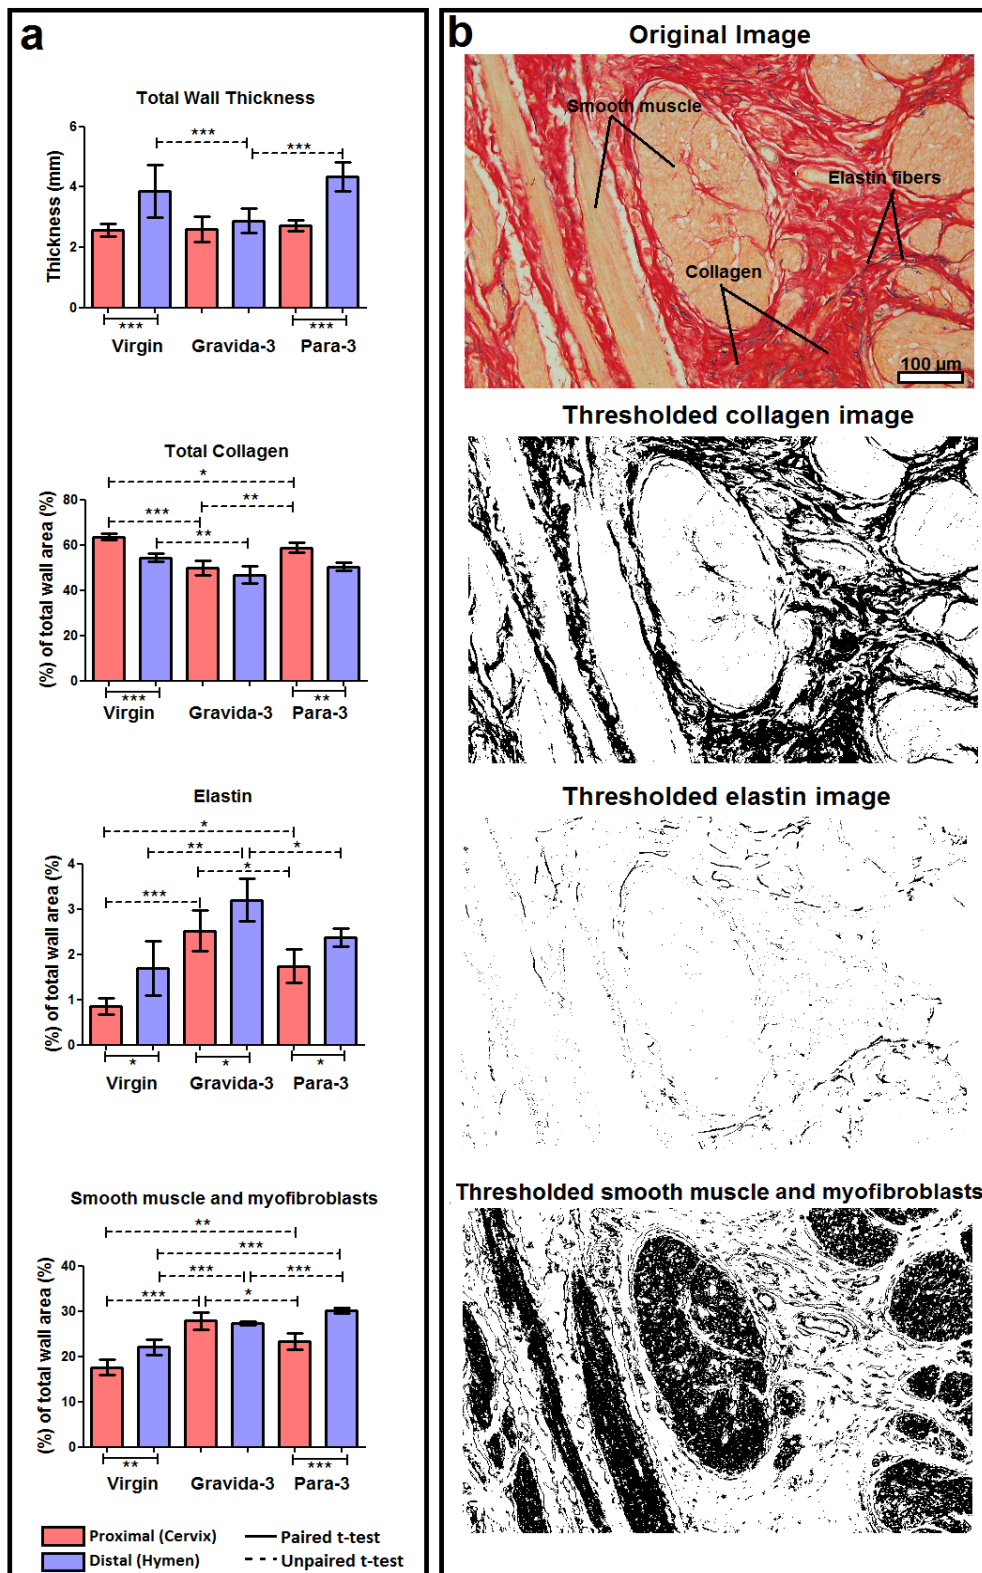 a
Total Wall Thickness
Thickness (mm)
6
4
2
0
***
***
***
***
Virgin
Gravida-3
Para-3
Total Collagen
(%) of total wall area (%)
80
60
40
20
0
*
**
***
**
***
**
Virgin
Gravida-3
Para-3
Elastin
(%) of total wall area (%)
4
3
2
1
0
*
**
*
*
***
*
*
*
Virgin
Gravida-3
Para-3
Smooth muscle and myofibroblasts
(%) of total wall area (%)
40
30
20
10
0
**
***
***
***
***
*
**
***
Virgin
Gravida-3
Para-3
Proximal (Cervix)
Paired t-test
Distal (Hymen)
Unpaired t-test
b
Original Image
Smooth muscle
Elastin fibers
Collagen
100 µm
Thresholded collagen image
Thresholded elastin image
Thresholded smooth muscle and myofibroblasts